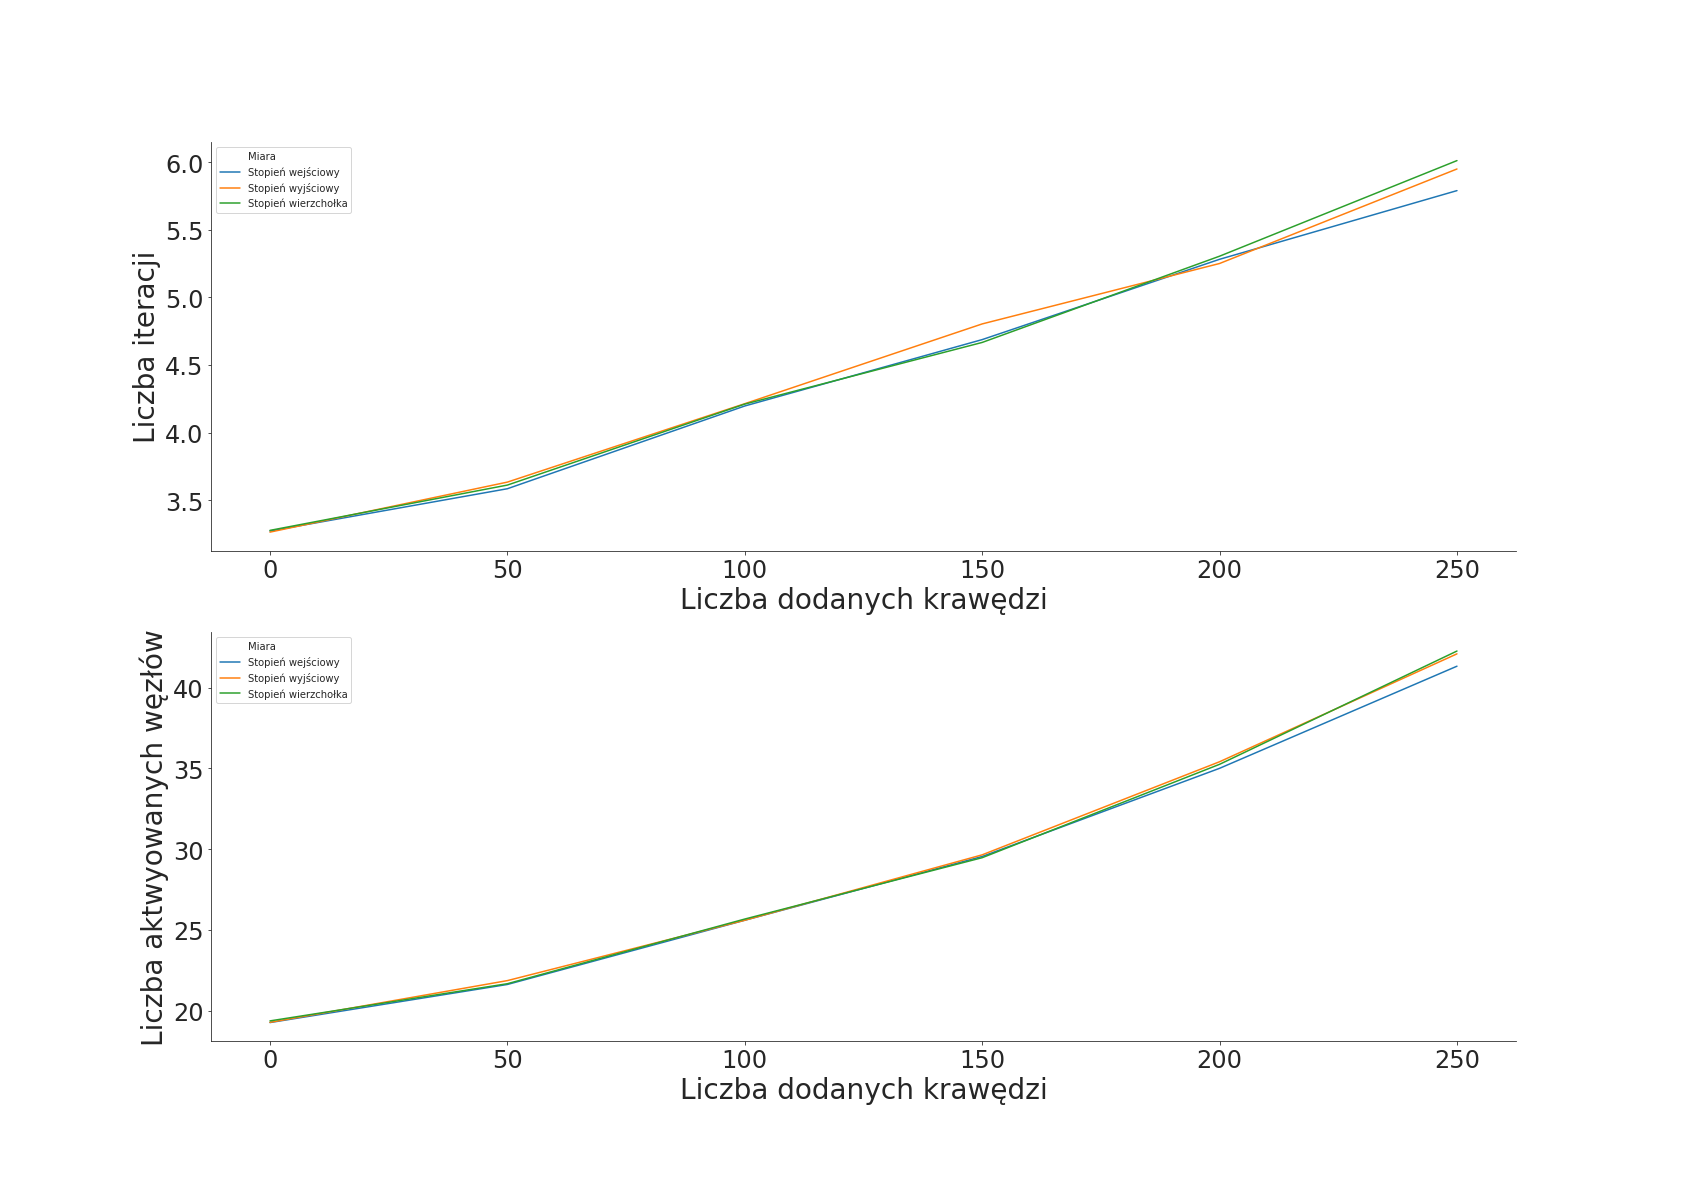 Liczba iteracji
6.0
5.5
5.0
4.5
4.0
3.5
Miara
Stopień wejściowy
Stopień wyjściowy
Stopień wierzchołka
0 50 100 150 200 250
Liczba dodanych krawędzi
Liczba aktwyowanych węzłów
40
35
30
25
20
Miara
Stopień wejściowy
Stopień wyjściowy
Stopień wierzchołka
0 50 100 150 200 250
Liczba dodanych krawędzi